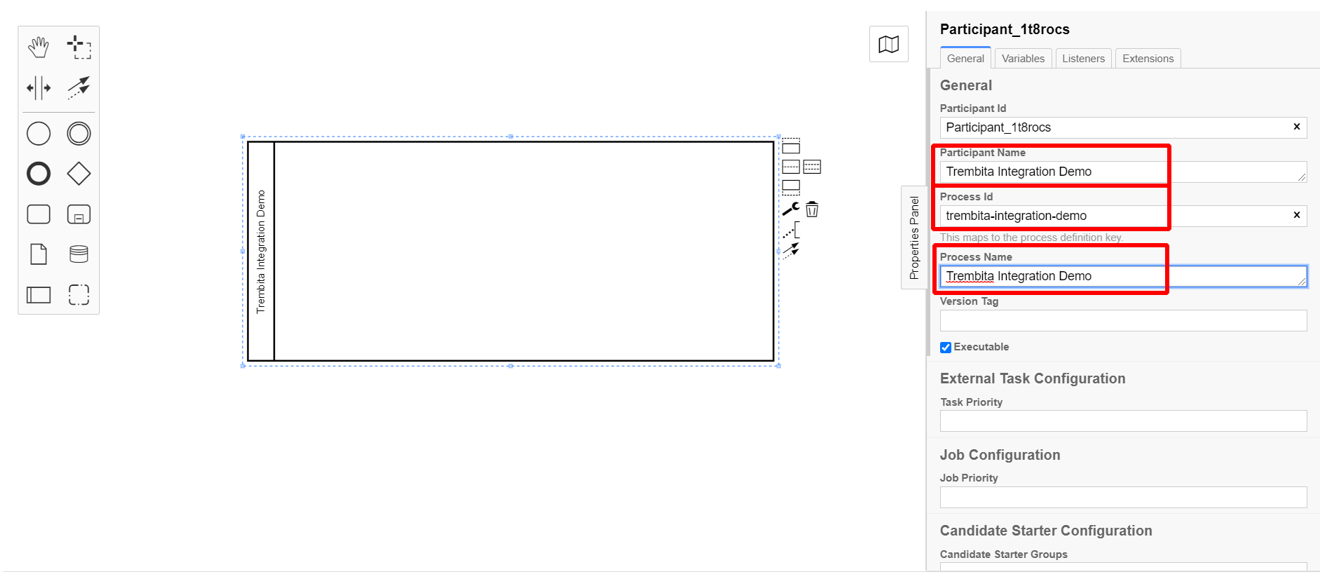 Trembita Integration Demo
Properties Panel
Participant_1t8rocs
General
Variables
Listeners
Extensions
General
Participant Id
Participant_1t8rocs
Participant Name
Trembita Integration Demo
Process Id
trembita-integration-demo
This maps to the process definition key.
Process Name
Trembita Integration Demo
Version Tag
Executable
External Task Configuration
Task Priority
Job Configuration
Job Priority
Candidate Starter Configuration
Candidate Starter Groups